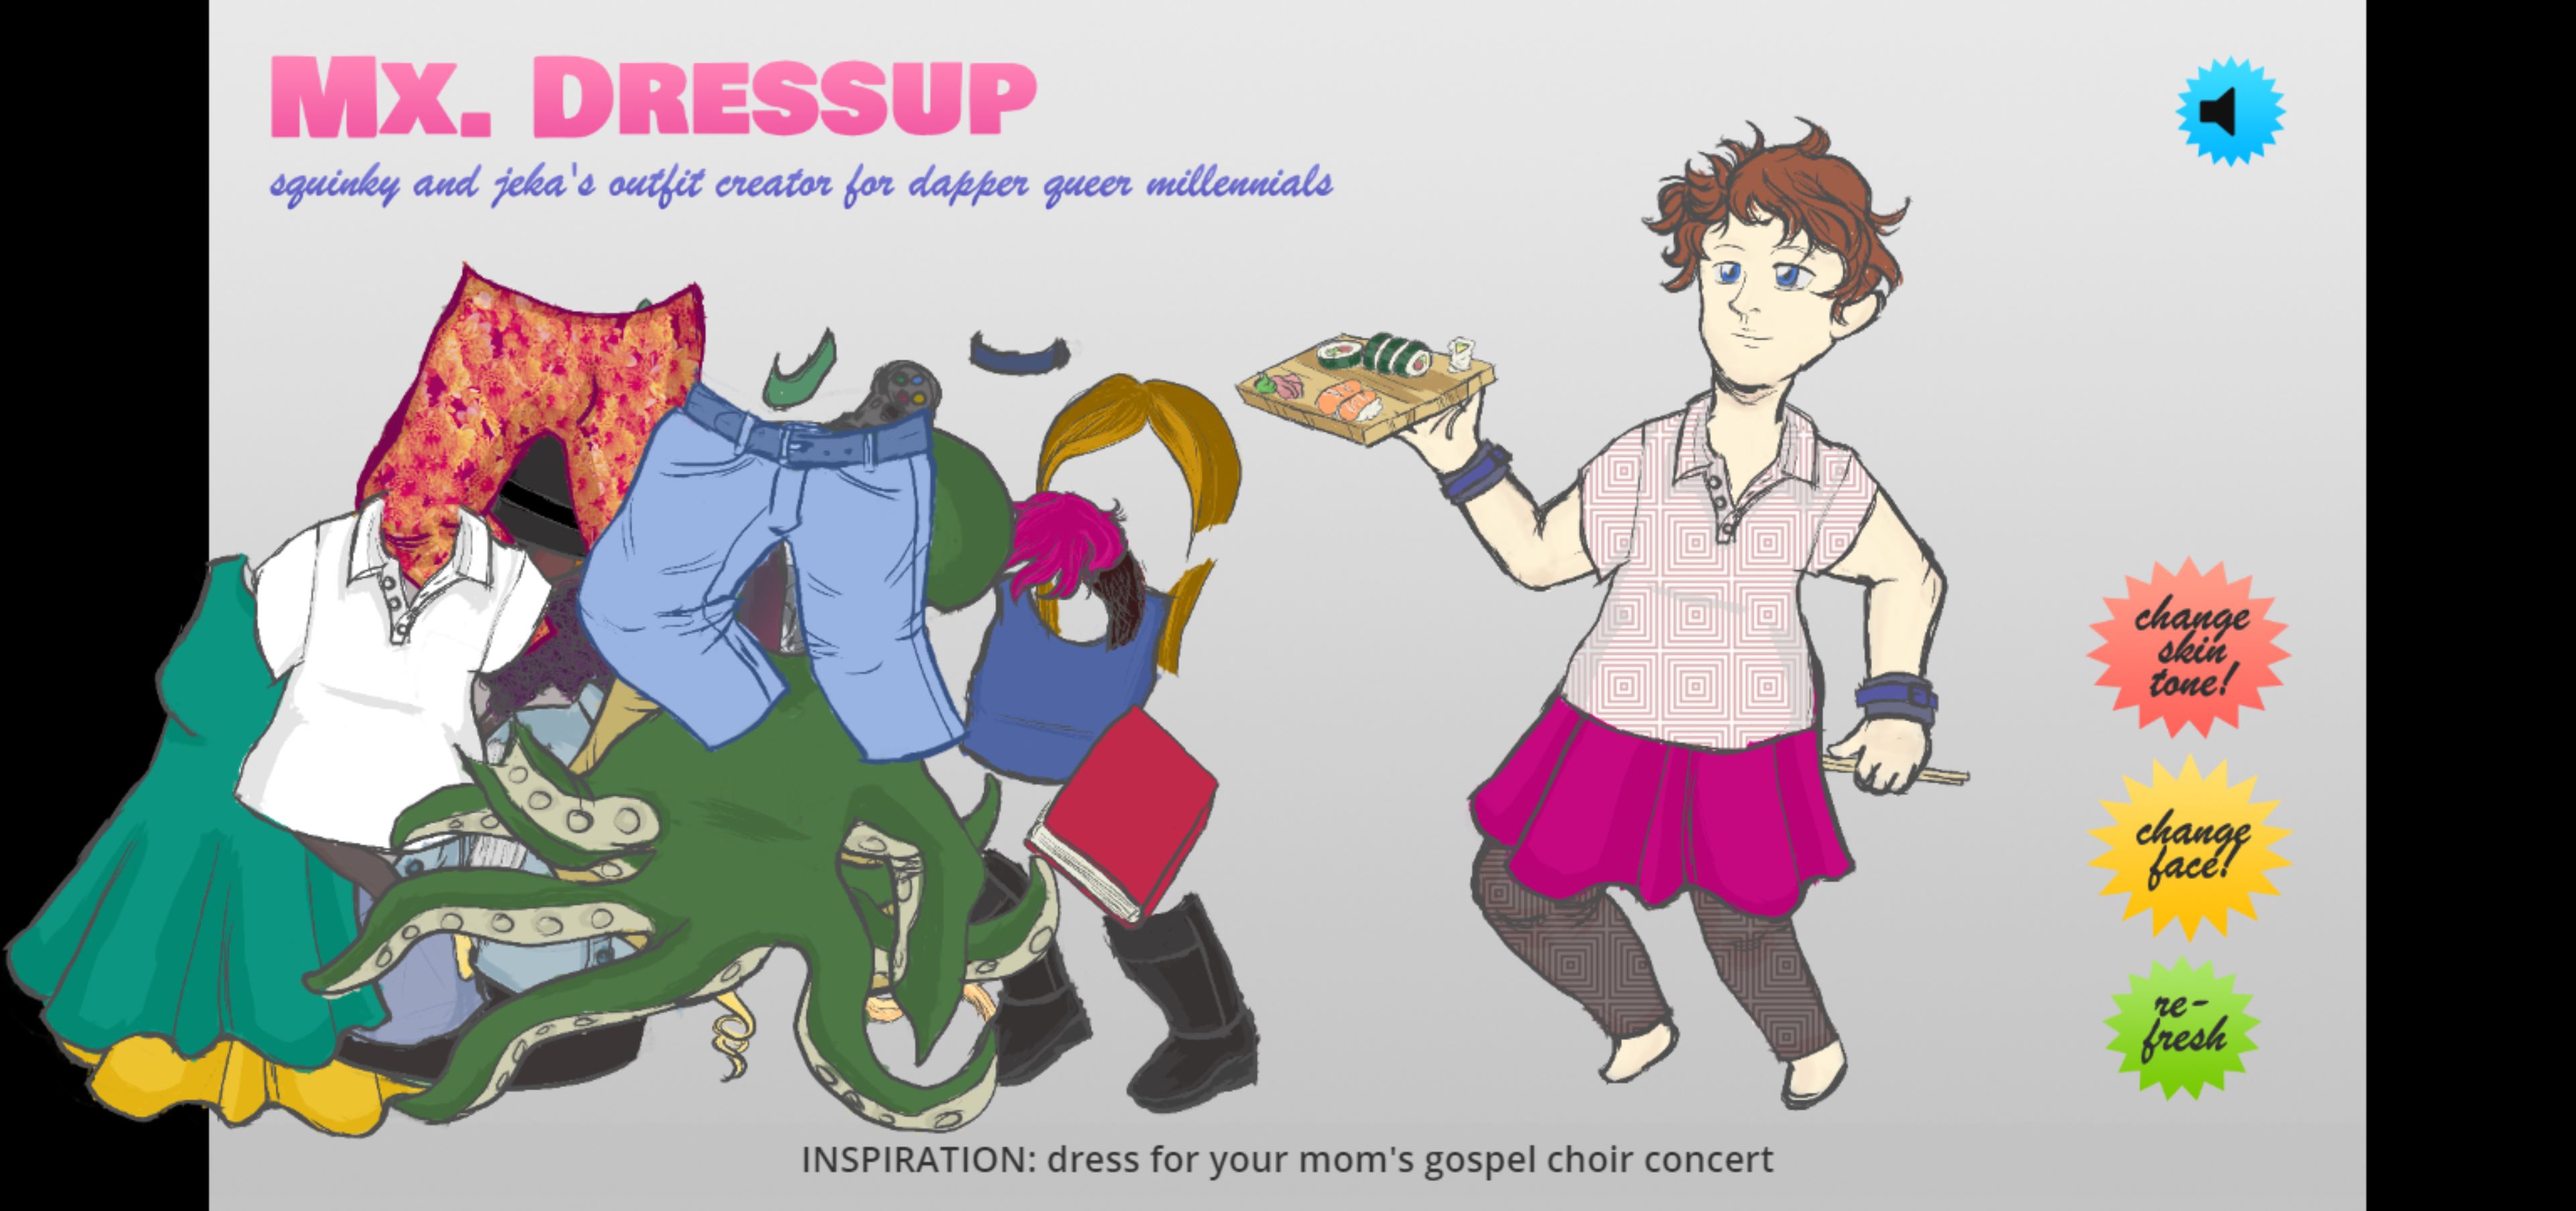 Mx. Dressup
squinky and jeka's outfit creator for dapper queer millennials
change
skin
tone!
change
face!
re-
fresh
INSPIRATION: dress for your mom's gospel choir concert